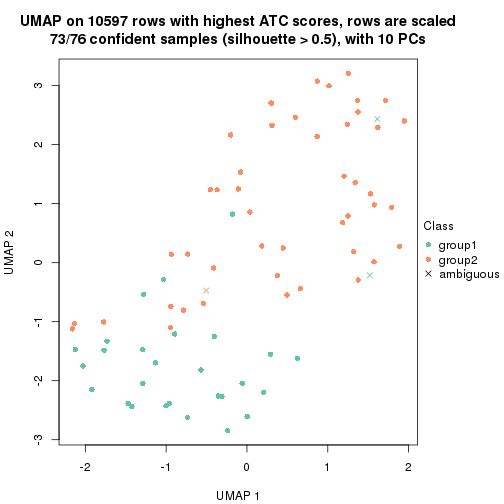 UMAP on 10597 rows with highest ATC scores, rows are scaled
73/76 confident samples (silhouette > 0.5), with 10 PCs
3
2
1
0
-1
-2
-3
UMAP 2
-2
-1
0
1
2
UMAP 1
Class
group1
group2
ambiguous